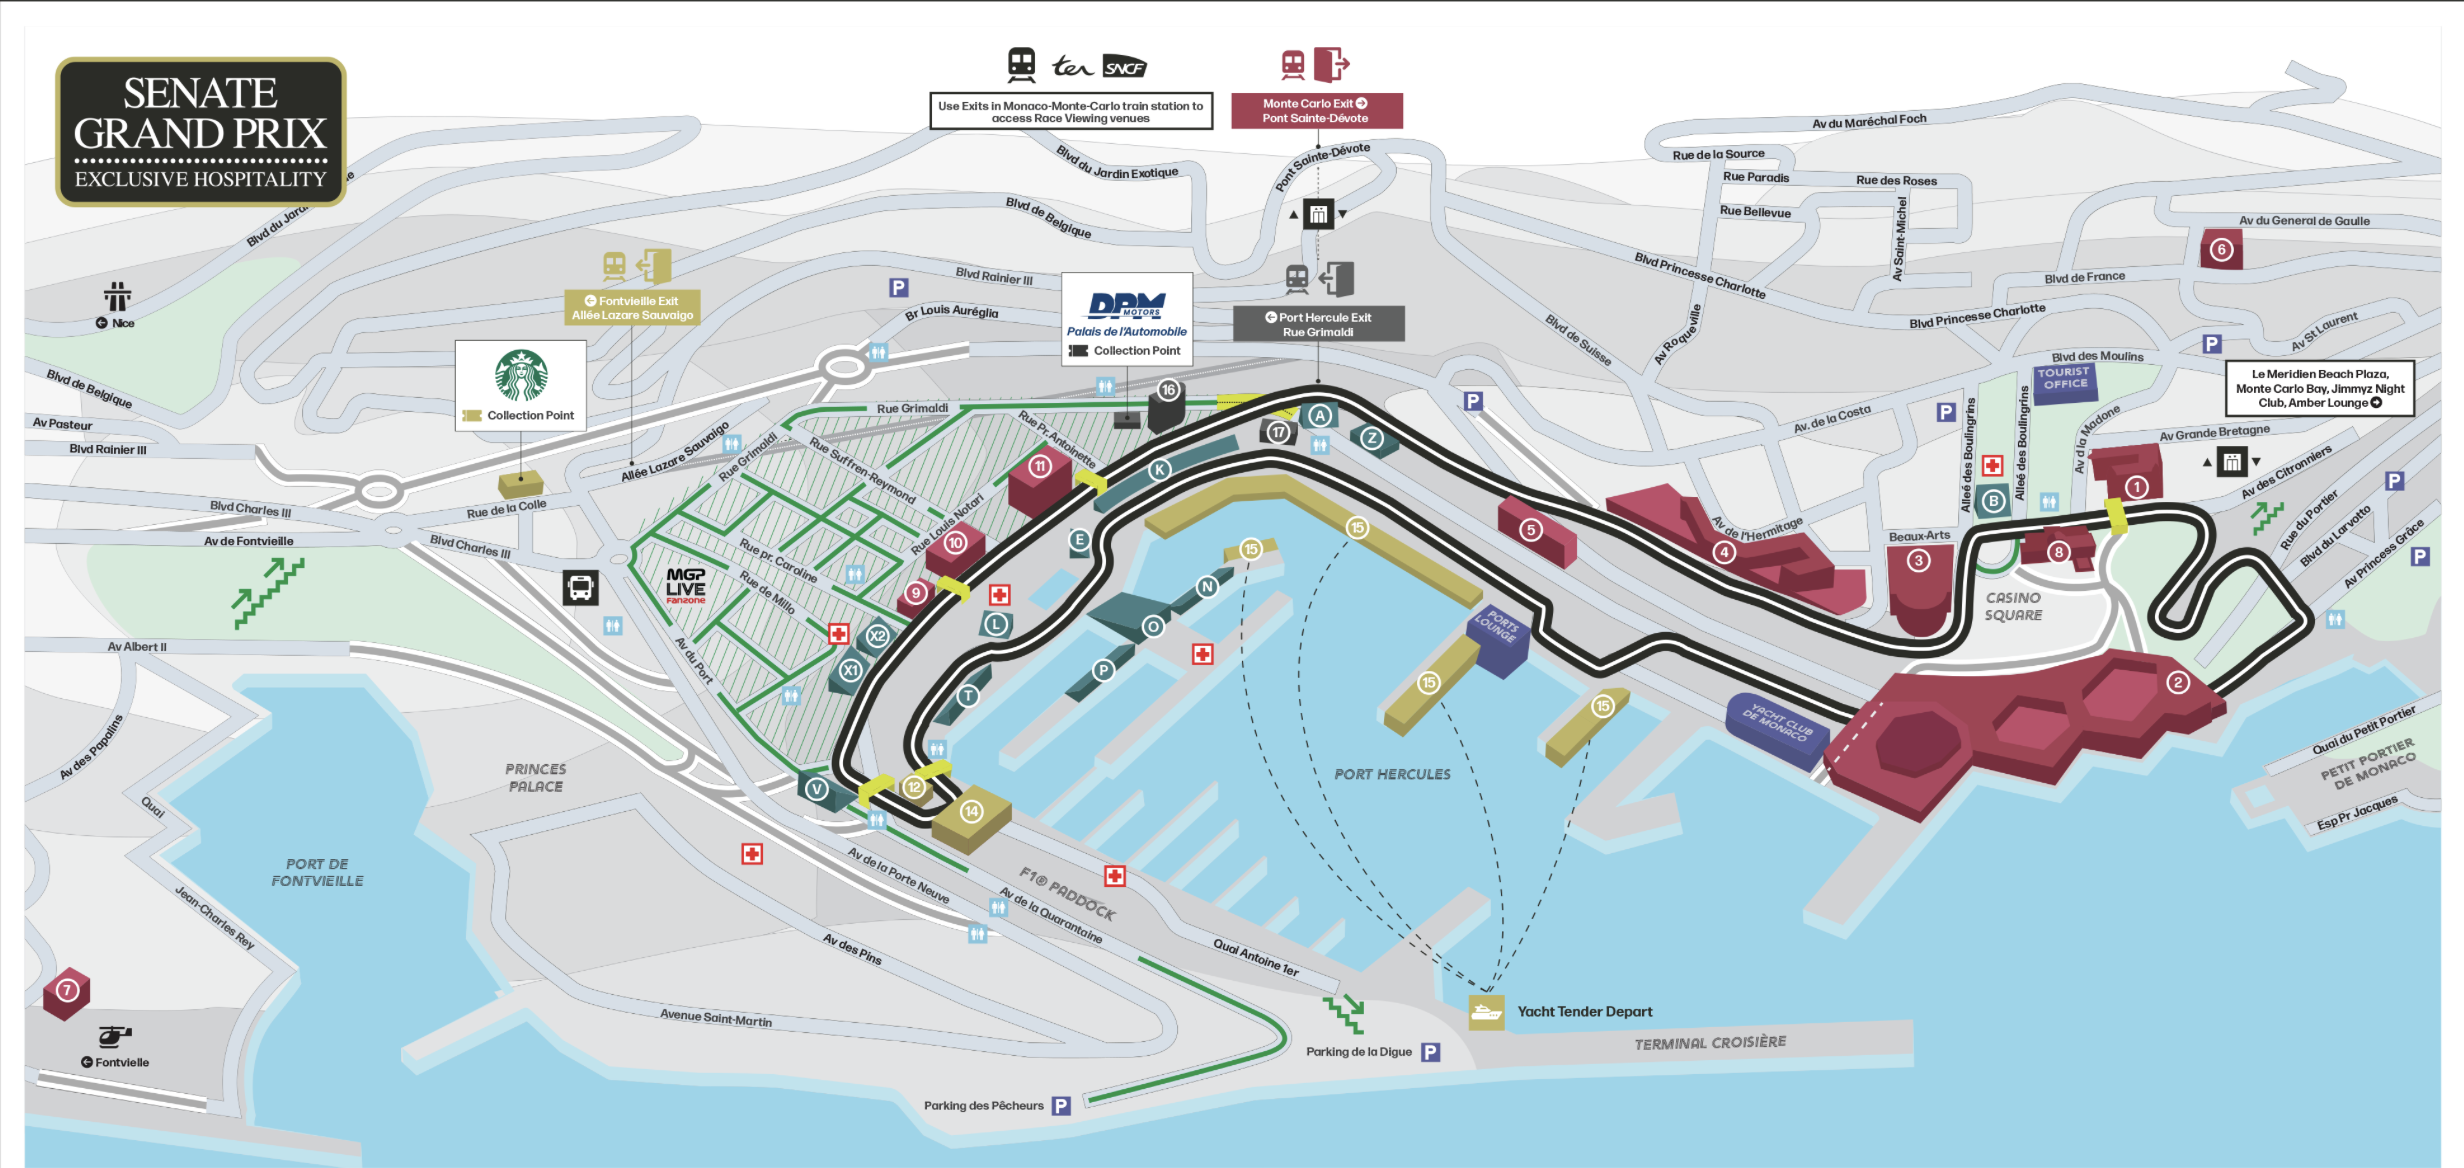 SENATE
GRAND PRIX
EXCLUSIVE HOSPITALITY
ter SNCF
Use Exits in Monaco-Monte-Carlo train station to
access Race Viewing venues
Monte Carlo Exit
Pont Sainte-Dévote
Blvd du Jardin Exotique
Pont Sainte-Dévote
Av du Maréchal Foch
Rue de la Source
Rue Paradis
Rue des Roses
Rue Bellevue
Av Saint-Michel
Av du General de Gaulle
6
Blvd de Belgique
Blvd Rainier III
Blvd Princesse Charlotte
Blvd de France
Blvd Princesse Charlotte
Av St Laurent
Nice
Fontvieille Exit
Allée Lazare Sauvaigo
P
Br Louis Auréglia
DPM
MOTORS
Palais de l'Automobile
Collection Point
Port Hercule Exit
Rue Grimaldi
Blvd de Suisse
Av Roqueville
P
Blvd des Moulins
TOURIST
OFFICE
Le Meridien Beach Plaza,
Monte Carlo Bay, Jimmyz Night
Club, Amber Lounge
Blvd de Belgique
Av Pasteur
Blvd Rainier III
Collection Point
Rue Grimaldi
16
17
A
Z
P
Av. de la Costa
P
Alleé des Boulingrins
Alleé des Boulingrins
Av d la Madone
Av Grande Bretagne
Av des Citronniers
P
Allée Lazare Sauvaigo
Rue Grimaldi
Rue Suffren-Reymond
Rue Pr. Antoinette
11
K
1
B
Blvd Charles III
Rue de la Colle
Av de Fontvieille
Blvd Charles III
Rue Louis Notari
10
E
15
15
5
4
Av de l'Hermitage
Beaux-Arts
3
8
Rue du Portier
Blvd du Larvotto
Av Princess Grâce
P
MGP
LIVE
Fanzone
Rue pr. Caroline
Rue de Millo
9
N
L
O
X2
X1
P
T
PORTS
LOUNGE
CASINO
SQUARE
Av Albert II
Av du Port
15
15
2
YACHT CLUB
DE MONACO
Quai du Petit Portier
PETIT PORTIER
DE MONACO
Esp Pr Jacques
Av des Papalins
PRINCES
PALACE
PORT HERCULES
V
12
14
Quai
Jean-Charles Rey
PORT DE
FONTVIEILLE
Av de la Porte Neuve
F1® PADDOCK
Av de la Quarantaine
Av des Pins
Quai Antoine 1er
7
Avenue Saint-Martin
Yacht Tender Depart
TERMINAL CROISIÈRE
Parking de la Digue P
Fontvielle
Parking des Pêcheurs P